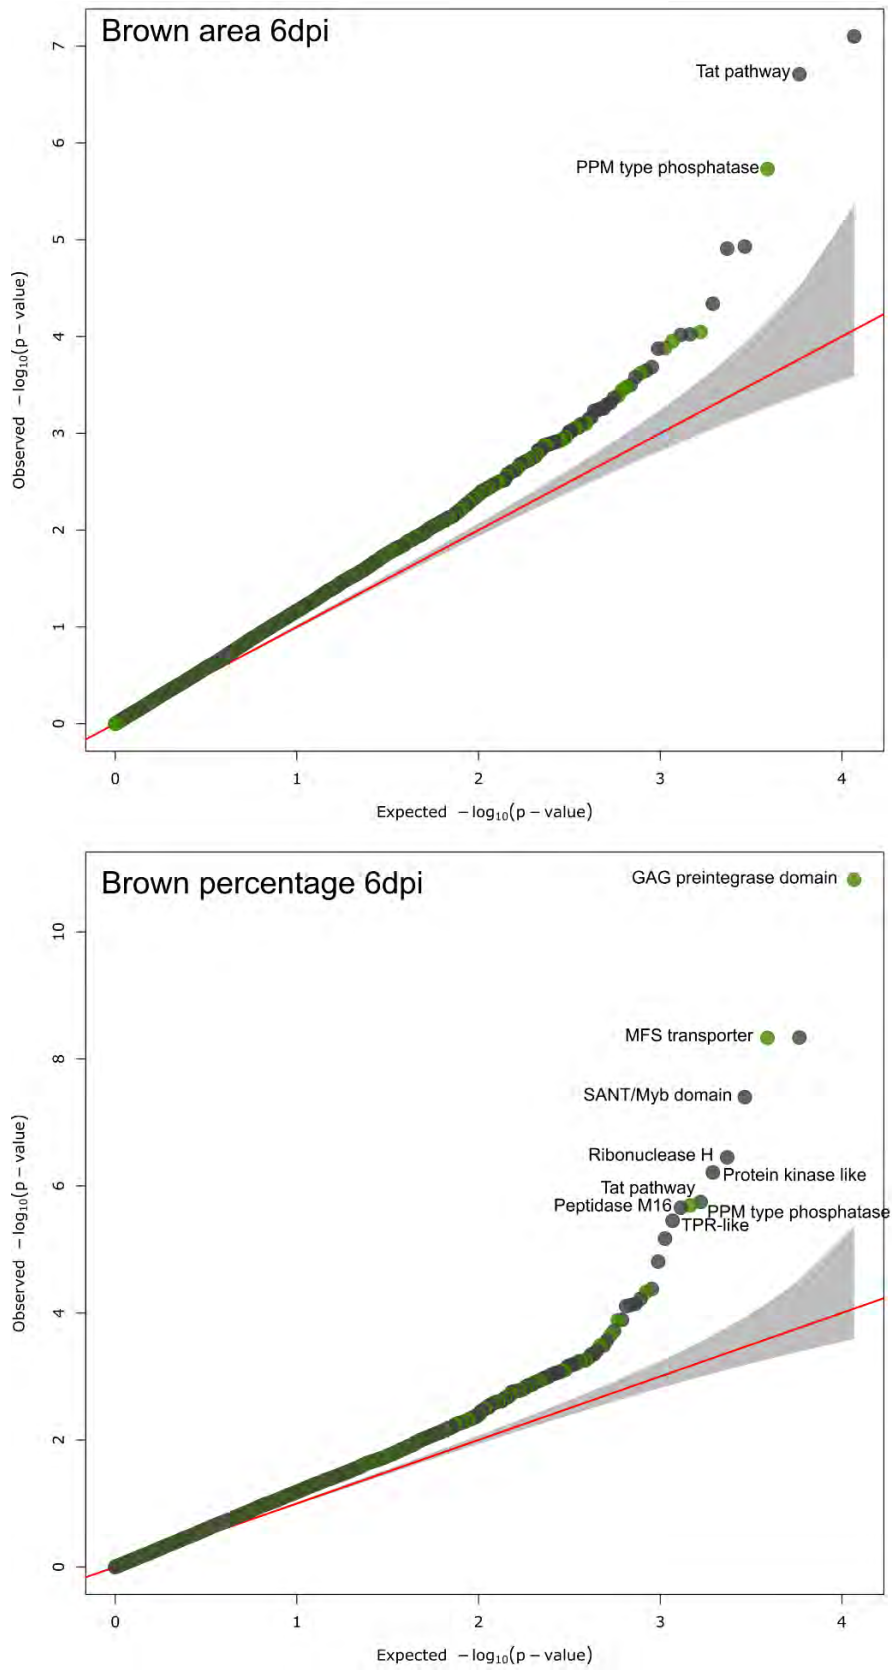 Brown area 6dpi
7
Tat pathway
6
PPM type phosphatase
5
4
3
2
1
0
Observed −log10(p − value)
0 1 2 3 4
Expected −log10(p − value)
Brown percentage 6dpi
GAG preintegrase domain
10
MFS transporter
8
SANT/Myb domain
Ribonuclease H
Protein kinase like
6
Tat pathway
Peptidase M16
PPM type phosphatase
TPR-like
4
2
0
Observed −log10(p − value)
0 1 2 3 4
Expected −log10(p − value)